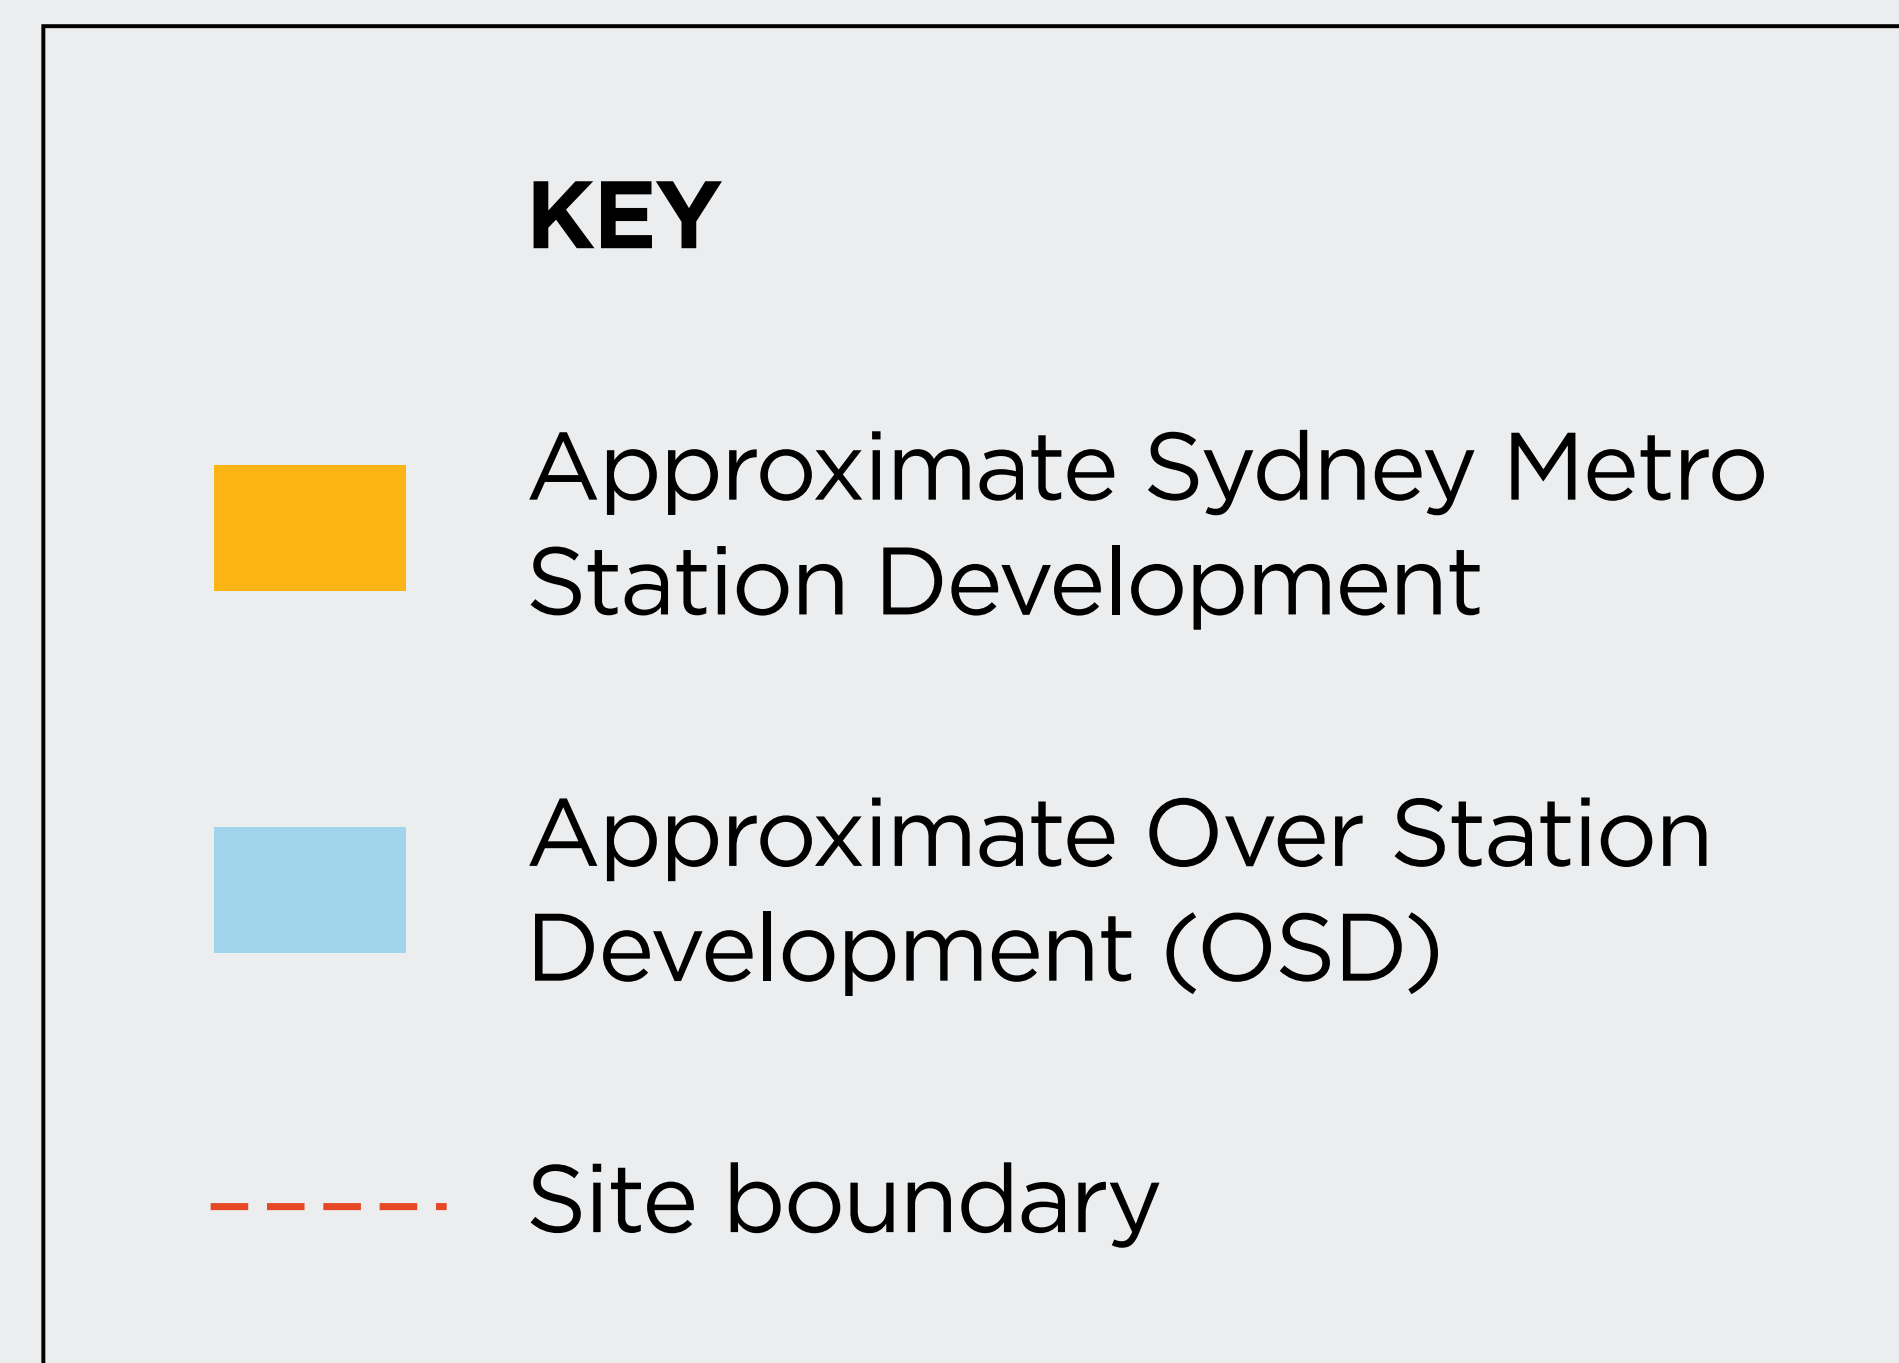 KEY
Approximate Sydney Metro
Station Development
Approximate Over Station
Development (OSD)
Site boundary